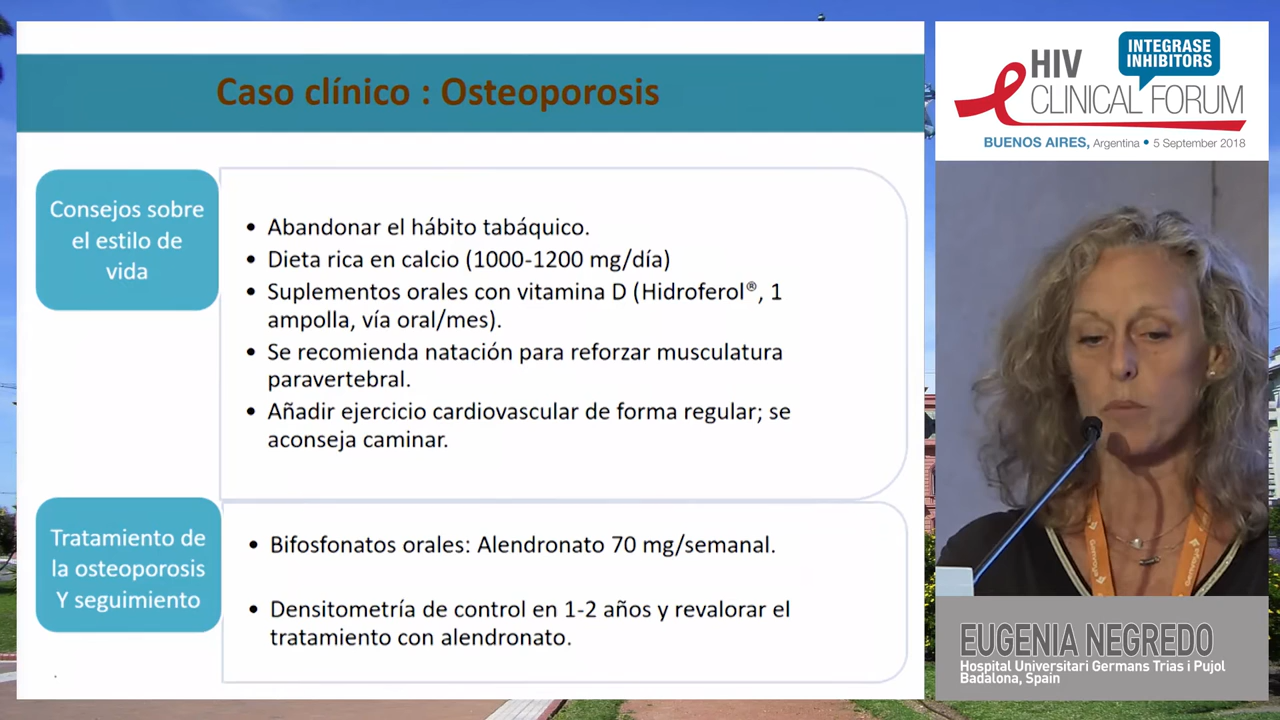 Caso clínico : Osteoporosis
Consejos sobre
el estilo de
vida
• Abandonar el hábito tabáquico.
• Dieta rica en calcio (1000-1200 mg/día)
• Suplementos orales con vitamina D (Hidroferol®, 1
ampolla, vía oral/mes).
• Se recomienda natación para reforzar musculatura
paravertebral.
• Añadir ejercicio cardiovascular de forma regular; se
aconseja caminar.
Tratamiento de
la osteoporosis
Y seguimiento
• Bifosfonatos orales: Alendronato 70 mg/semanal.
• Densitometría de control en 1-2 años y revalorar el
tratamiento con alendronato.
INTEGRASE
INHIBITORS
HIV
CLINICAL FORUM
BUENOS AIRES, Argentina • 5 September 2018
EUGENIA NEGREDO
Hospital Universitari Germans Trias i Pujol
Badalona, Spain